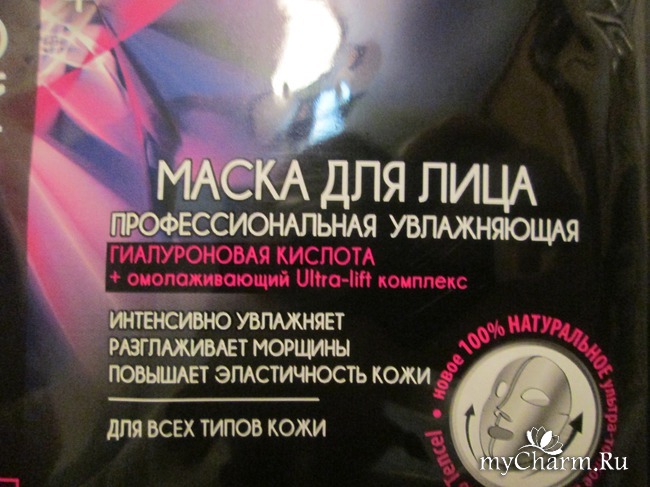 МАСКА ДЛЯ ЛИЦА
ПРОФЕССИОНАЛЬНАЯ УВЛАЖНЯЮЩАЯ
ГИАЛУРОНОВАЯ КИСЛОТА
+ омолаживающий Ultra-lift комплекс
ИНТЕНСИВНО УВЛАЖНЯЕТ
РАЗГЛАЖИВАЕТ МОРЩИНЫ
ПОВЫШАЕТ ЭЛАСТИЧНОСТЬ КОЖИ
ДЛЯ ВСЕХ ТИПОВ КОЖИ
Tencel • новое 100% НАТУРАЛЬНОЕ
myCharm.Ru